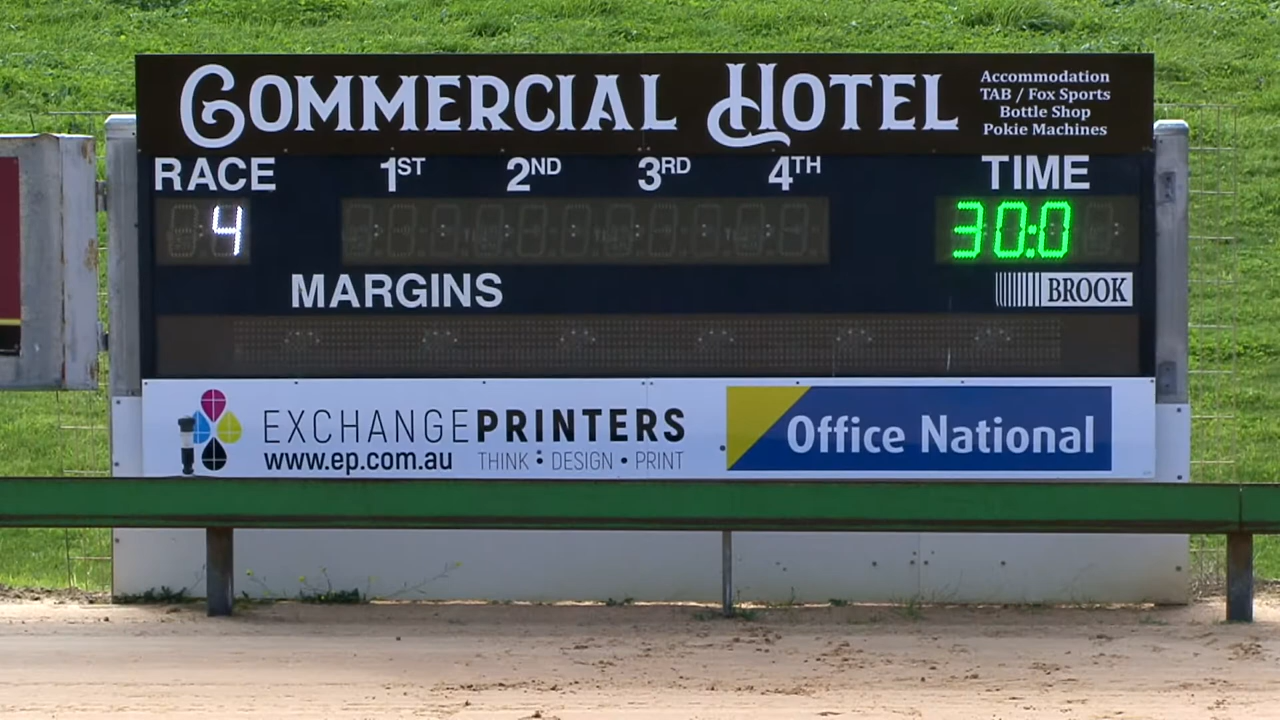 COMMERCIAL HOTEL
Accommodation
TAB / Fox Sports
Bottle Shop
Pokie Machines
RACE 1ST 2ND 3RD 4TH TIME
4 30:0
MARGINS
BROOK
EXCHANGEPRINTERS
www.ep.com.au THINK • DESIGN • PRINT
Office National